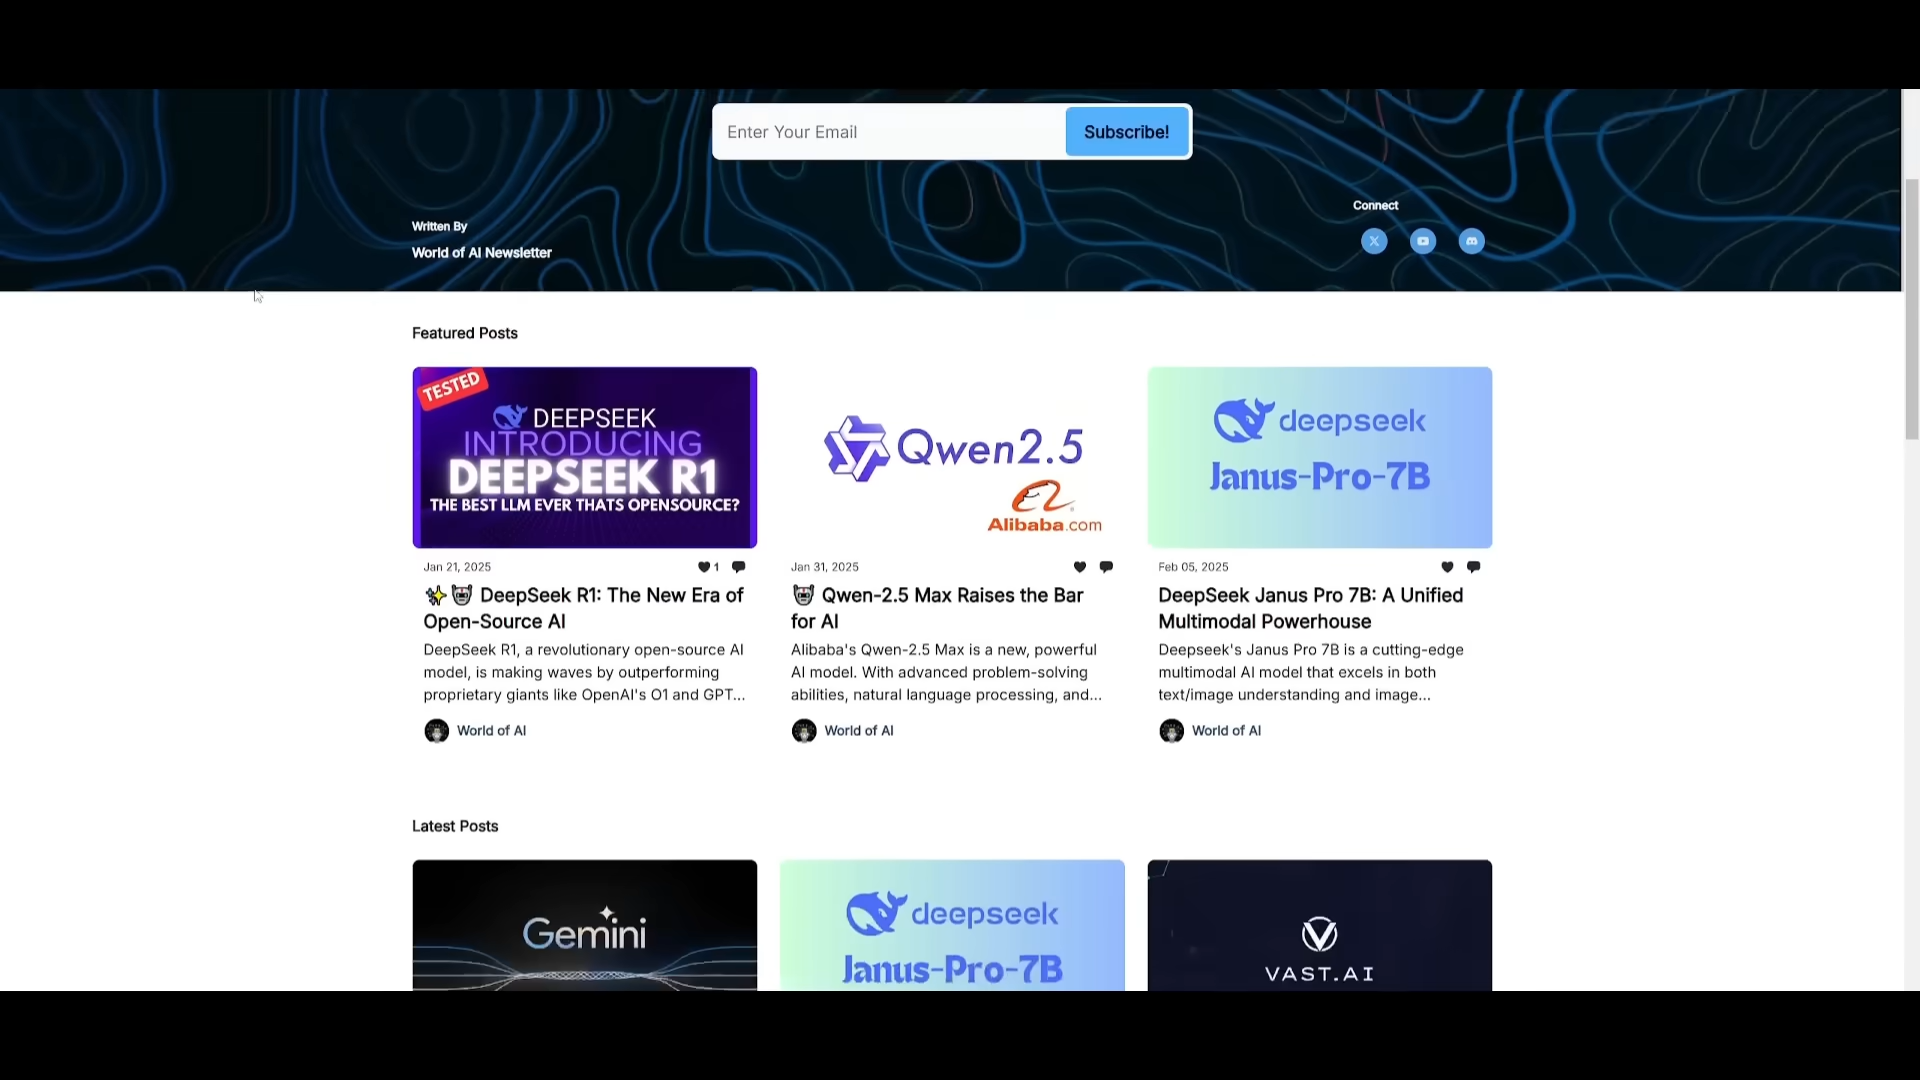 Enter Your Email
Subscribe!
Connect
Written By
World of AI Newsletter
Featured Posts
TESTED
DEEPSEEK
INTRODUCING
DEEPSEEK R1
THE BEST LLM EVER THATS OPENSOURCE?
Qwen2.5
Alibaba.com
deepseek
Janus-Pro-7B
Jan 21, 2025
1
✨🤖 DeepSeek R1: The New Era of
Open-Source AI
DeepSeek R1, a revolutionary open-source AI
model, is making waves by outperforming
proprietary giants like OpenAI's O1 and GPT...
World of AI
Jan 31, 2025
🤖 Qwen-2.5 Max Raises the Bar
for AI
Alibaba's Qwen-2.5 Max is a new, powerful
AI model. With advanced problem-solving
abilities, natural language processing, and...
World of AI
Feb 05, 2025
DeepSeek Janus Pro 7B: A Unified
Multimodal Powerhouse
Deepseek's Janus Pro 7B is a cutting-edge
multimodal AI model that excels in both
text/image understanding and image...
World of AI
Latest Posts
Gemini
deepseek
Janus-Pro-7B
VAST.AI